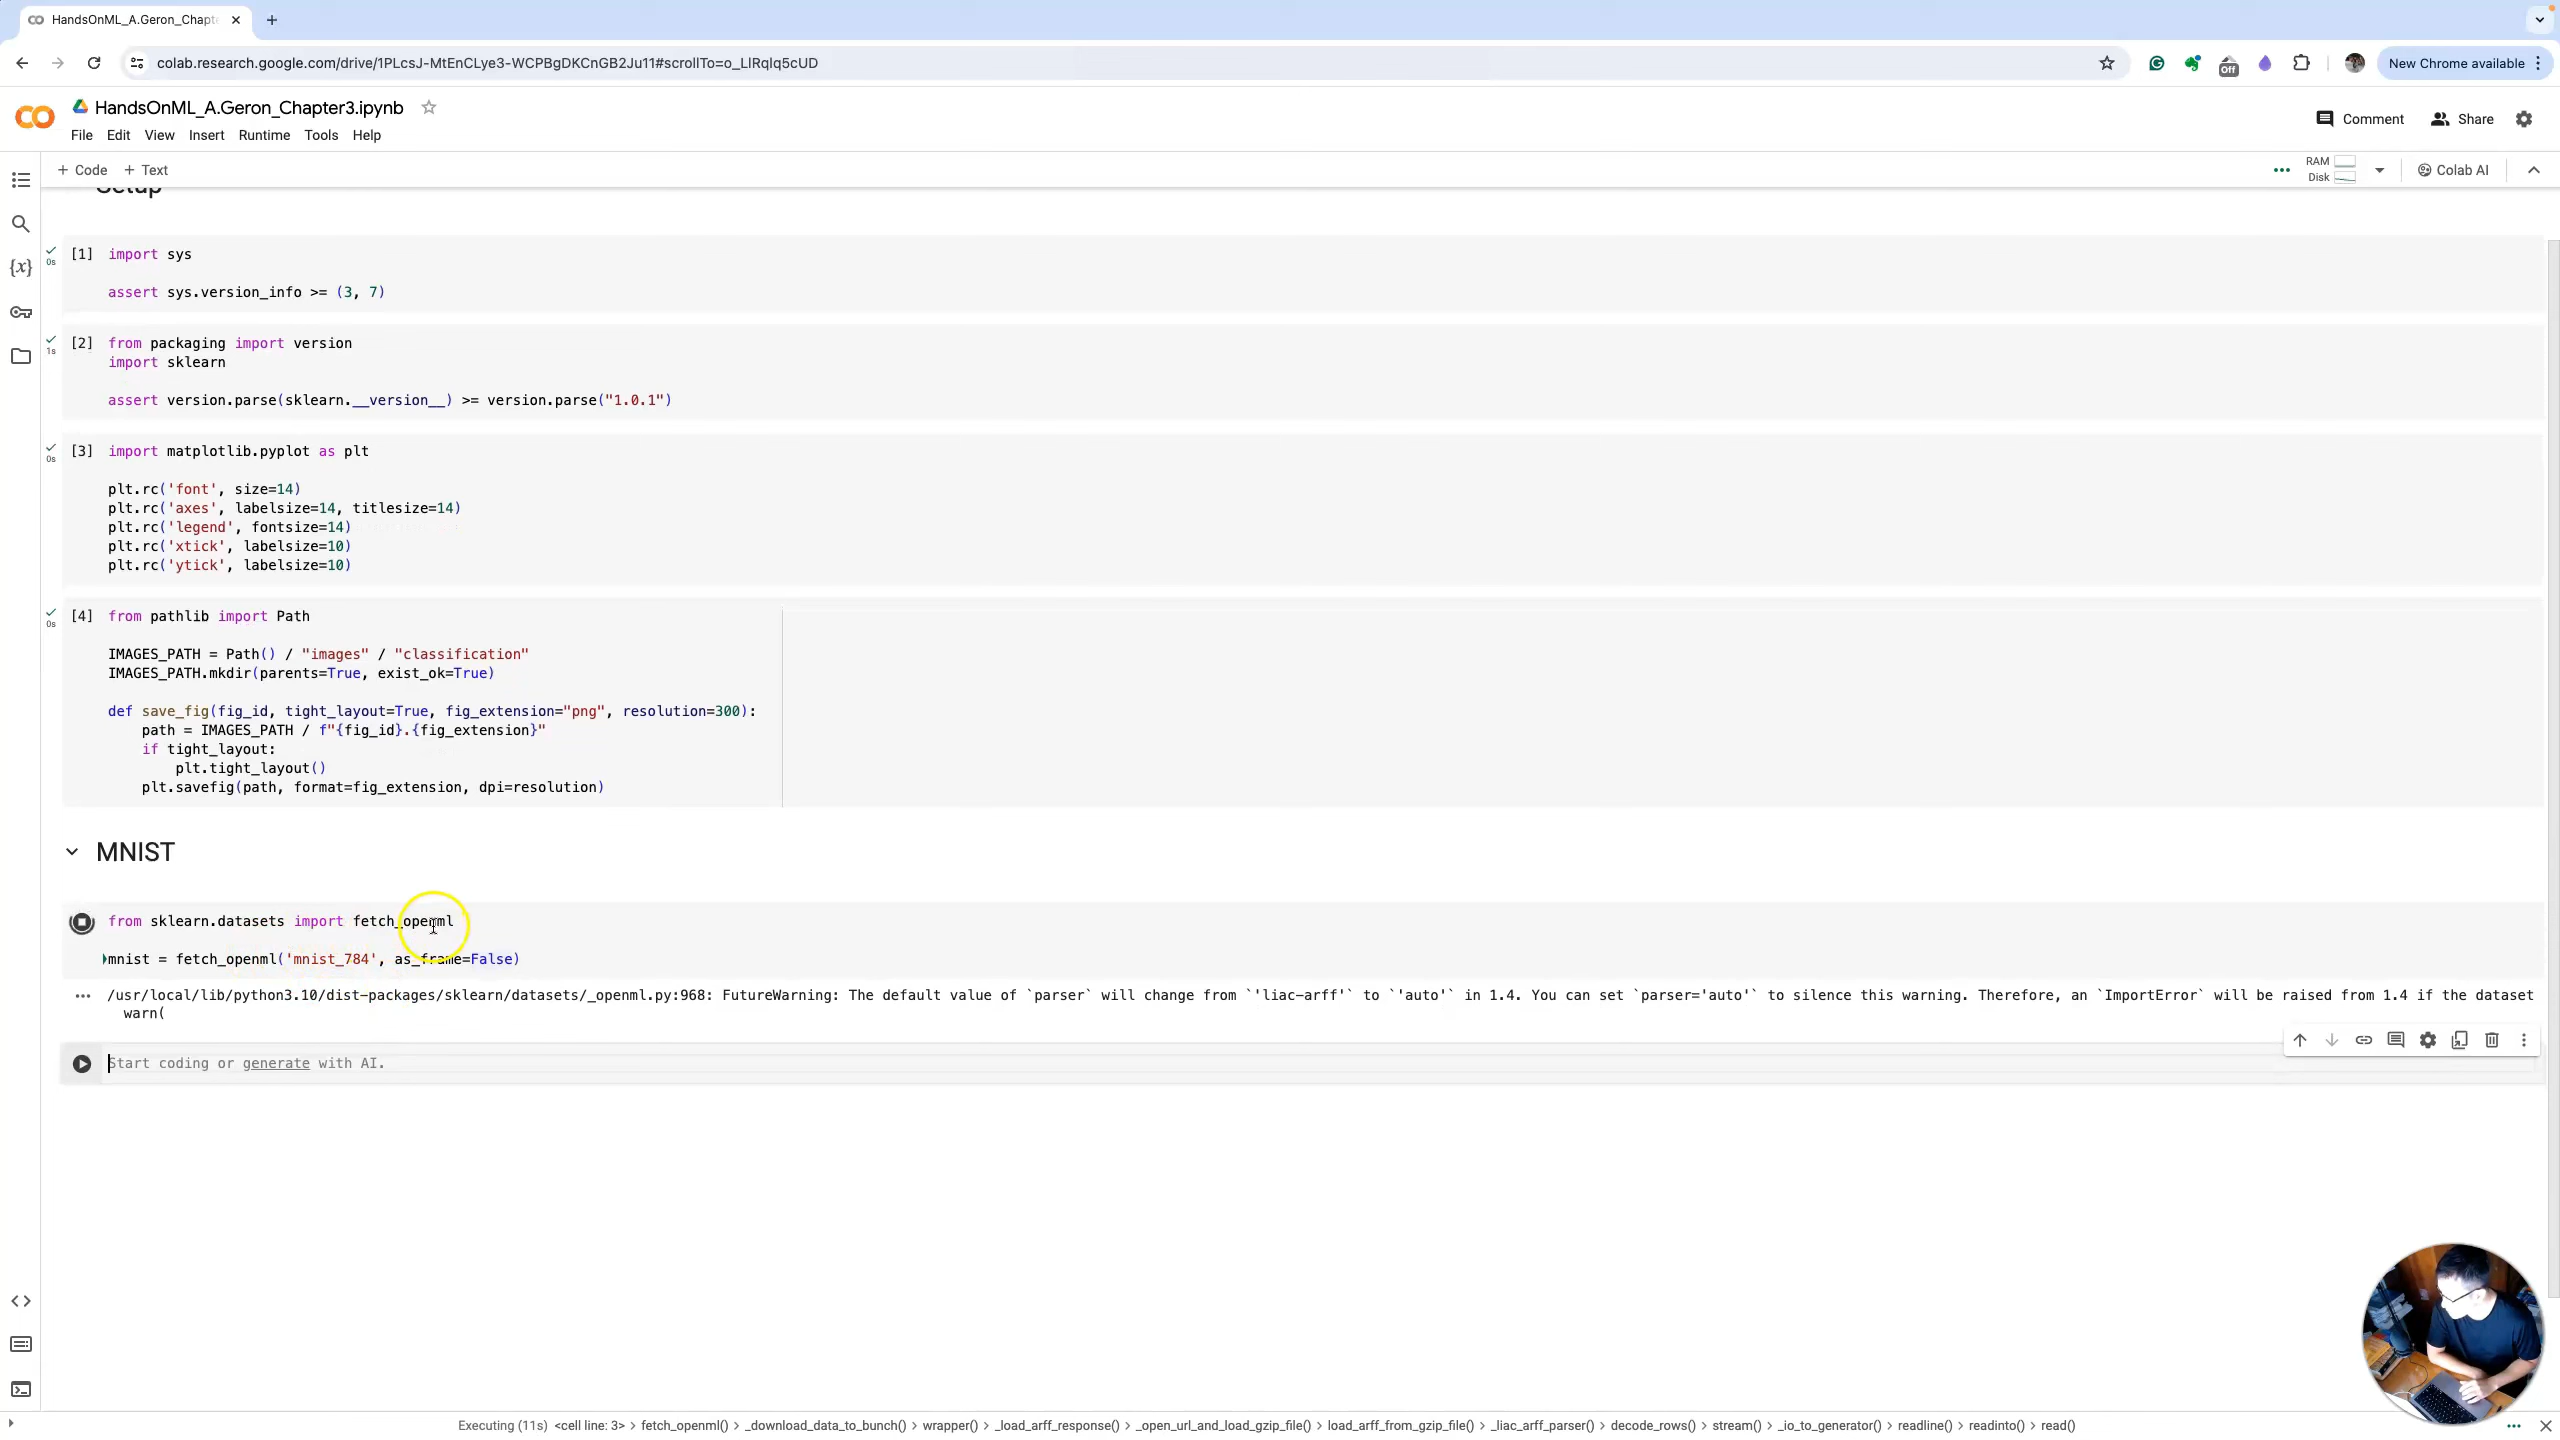 HandsOnML_A.Geron_Chapt
colab.research.google.com/drive/1PLcsJ-MtEnCLye3-WCPBgDKCnGB2Ju11#scrollTo=o_LlRqlq5cUD
Off
New Chrome available
HandsOnML_A.Geron_Chapter3.ipynb
File Edit View Insert Runtime Tools Help
Comment
Share
+ Code + Text
RAM
Disk
Colab AI
Setup
[1] import sys
0s
assert sys.version_info >= (3, 7)
[2] from packaging import version
1s
import sklearn
assert version.parse(sklearn.__version__) >= version.parse("1.0.1")
[3] import matplotlib.pyplot as plt
0s
plt.rc('font', size=14)
plt.rc('axes', labelsize=14, titlesize=14)
plt.rc('legend', fontsize=14)
plt.rc('xtick', labelsize=10)
plt.rc('ytick', labelsize=10)
[4] from pathlib import Path
0s
IMAGES_PATH = Path() / "images" / "classification"
IMAGES_PATH.mkdir(parents=True, exist_ok=True)
def save_fig(fig_id, tight_layout=True, fig_extension="png", resolution=300):
path = IMAGES_PATH / f"{fig_id}.{fig_extension}"
if tight_layout:
plt.tight_layout()
plt.savefig(path, format=fig_extension, dpi=resolution)
MNIST
from sklearn.datasets import fetch_openml
mnist = fetch_openml('mnist_784', as_frame=False)
/usr/local/lib/python3.10/dist-packages/sklearn/datasets/_openml.py:968: FutureWarning: The default value of `parser` will change from `'liac-arff'` to `'auto'` in 1.4. You can set `parser='auto'` to silence this warning. Therefore, an `ImportError` will be raised from 1.4 if the dataset
warn(
Start coding or generate with AI.
Executing (11s) <cell line: 3> > fetch_openml() > _download_data_to_bunch() > wrapper() > _load_arff_response() > _open_url_and_load_gzip_file() > load_arff_from_gzip_file() > _liac_arff_parser() > decode_rows() > stream() > _io_to_generator() > readline() > readinto() > read()